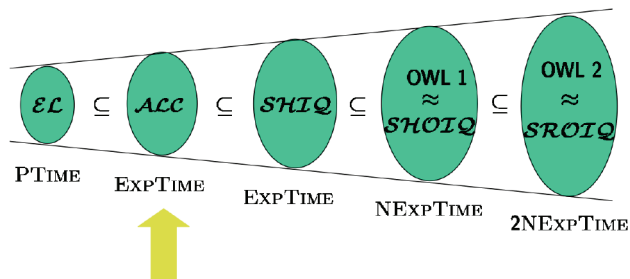 OWL 1 OWL 2
𝓔𝓛 ⊆ 𝓐𝓛𝓒 ⊆ 𝓢𝓗𝓘𝓠 ⊆ ≈ ⊆ ≈
𝓢𝓗𝓞𝓘𝓠 𝓢𝓡𝓞𝓘𝓠
PTIME EXPTIME EXPTIME NEXPTIME 2NEXPTIME